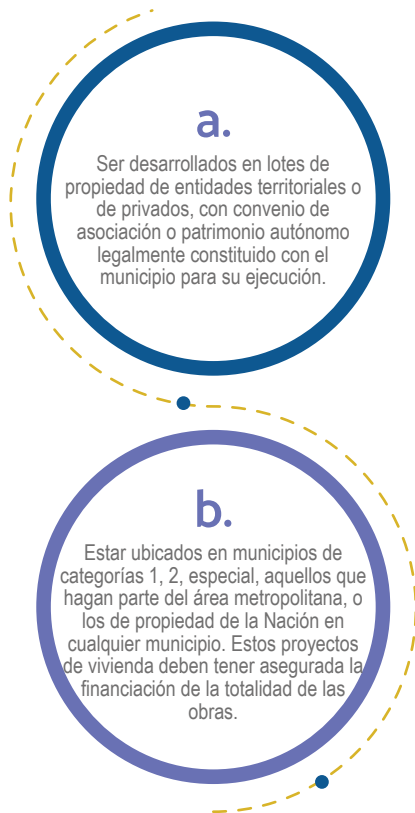 a.
Ser desarrollados en lotes de
propiedad de entidades territoriales o
de privados, con convenio de
asociación o patrimonio autónomo
legalmente constituido con el
municipio para su ejecución.
b.
Estar ubicados en municipios de
categorías 1, 2, especial, aquellos que
hagan parte del área metropolitana, o
los de propiedad de la Nación en
cualquier municipio. Estos proyectos
de vivienda deben tener asegurada la
financiación de la totalidad de las
obras.